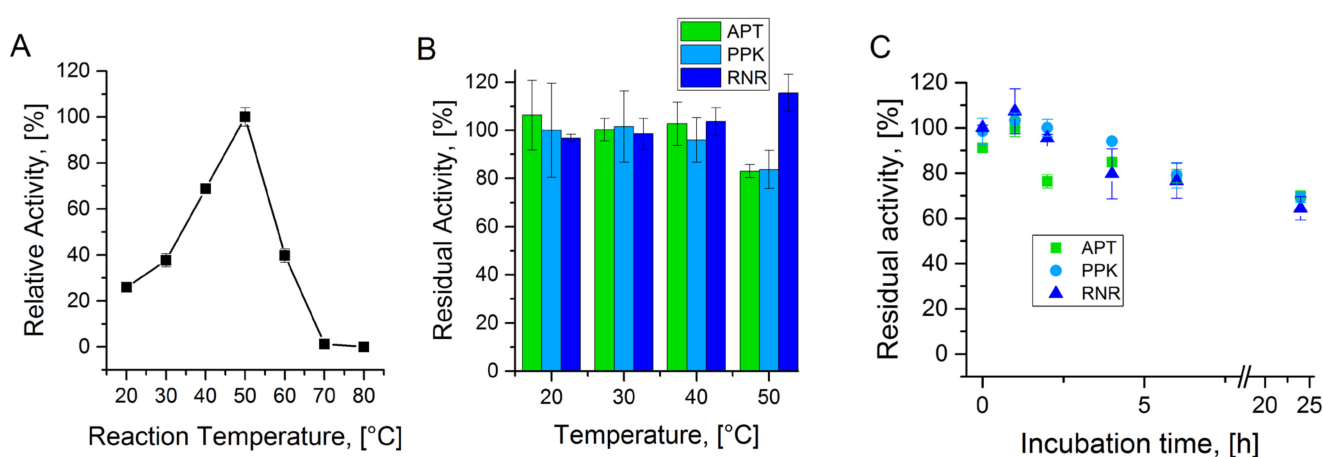 A
Relative Activity, [%]
120
100
80
60
40
20
0
20 30 40 50 60 70 80
Reaction Temperature, [°C]
B
APT
PPK
RNR
Residual Activity, [%]
120
100
80
60
40
20
0
20 30 40 50
Temperature, [°C]
C
Residual activity, [%]
120
100
80
60
40
20
0
APT
PPK
RNR
0 5 20 25
Incubation time, [h]